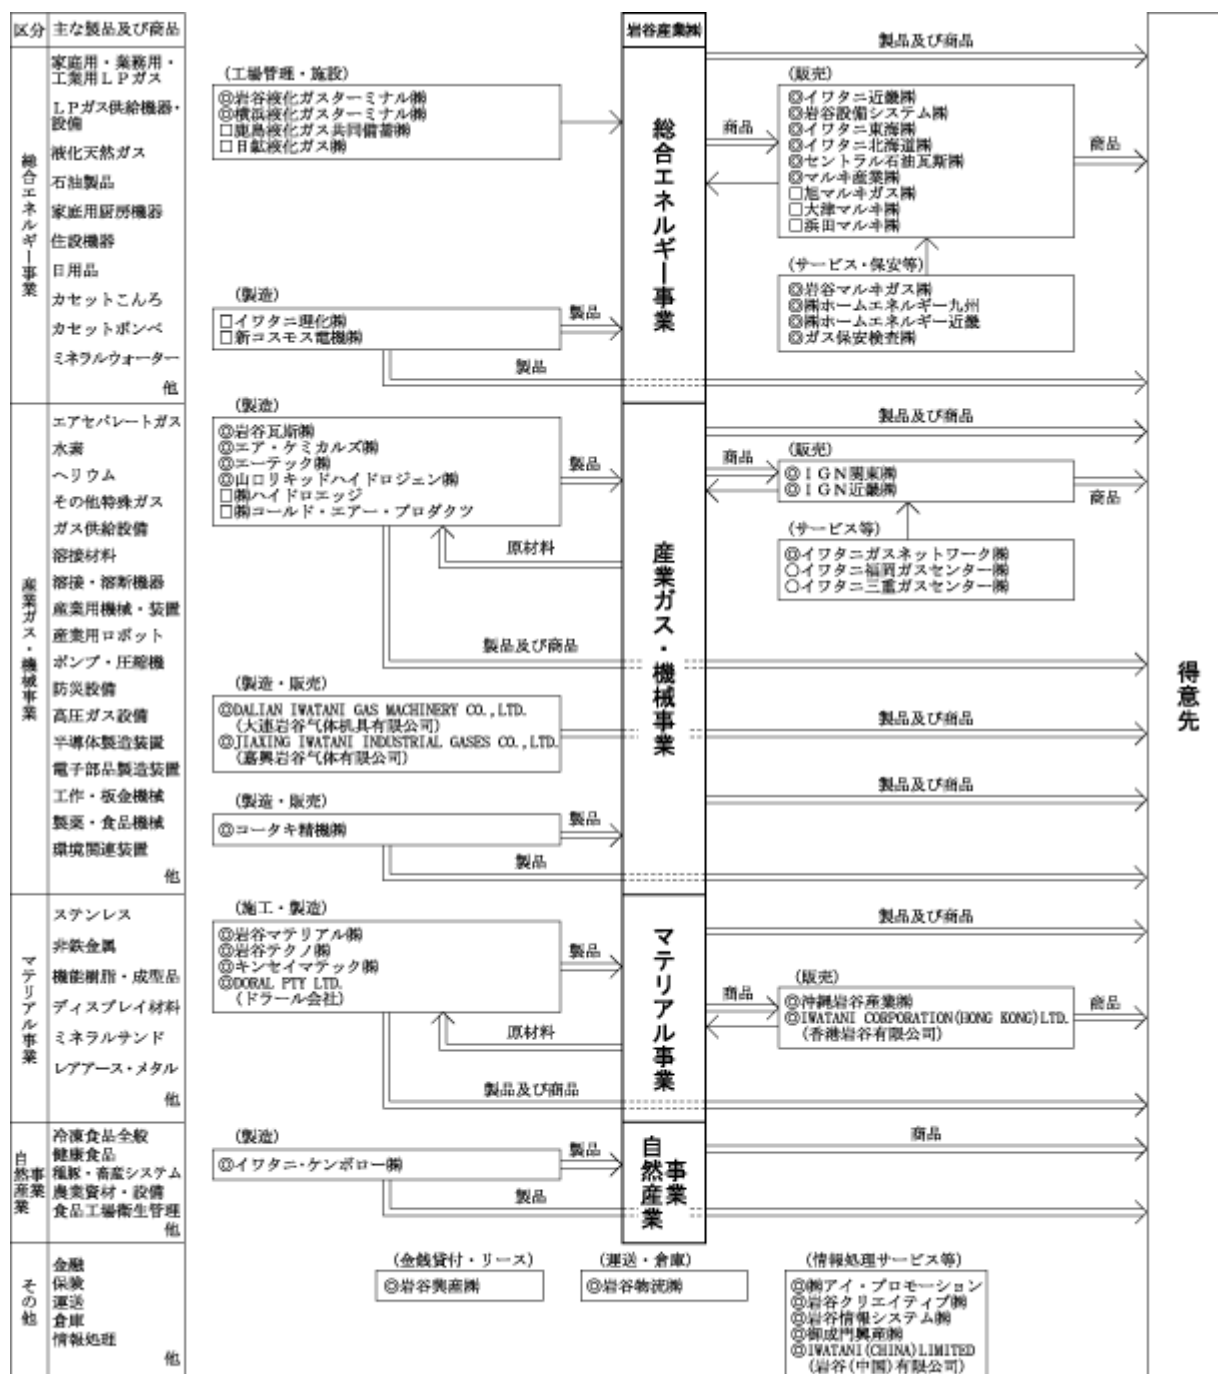 区分 主な製品及び商品
岩谷産業㈱
総合エネルギー事業
家庭用・業務用・
工業用ＬＰガス
ＬＰガス供給機器・
設備
液化天然ガス
石油製品
家庭用厨房機器
住設機器
日用品
カセットこんろ
カセットボンベ
ミネラルウォーター
他
(工場管理・施設)
◎岩谷液化ガスターミナル㈱
◎横浜液化ガスターミナル㈱
□鹿島液化ガス共同備蓄㈱
□日鉱液化ガス㈱
(製造)
□イワタニ理化㈱
□新コスモス電機㈱
製品
製品
総合エネルギー事業
製品及び商品
商品
(販売)
◎イワタニ近畿㈱
◎岩谷設備システム㈱
◎イワタニ東海㈱
◎イワタニ北海道㈱
◎セントラル石油瓦斯㈱
◎マルキ産業㈱
□旭マルキガス㈱
□大津マルキ㈱
□浜田マルキ㈱
商品
(サービス・保安等)
◎岩谷マルキガス㈱
◎㈱ホームエネルギー九州
◎㈱ホームエネルギー近畿
◎ガス保安検査㈱
産業ガス・機械事業
エアセパレートガス
水素
ヘリウム
その他特殊ガス
ガス供給設備
溶接材料
溶接・溶断機器
産業用機械・装置
産業用ロボット
ポンプ・圧縮機
防災設備
高圧ガス設備
半導体製造装置
電子部品製造装置
工作・板金機械
製薬・食品機械
環境関連装置
他
(製造)
◎岩谷瓦斯㈱
◎エア・ケミカルズ㈱
◎エーテック㈱
◎山口リキッドハイドロジェン㈱
□㈱ハイドロエッジ
□㈱コールド・エアー・プロダクツ
製品
原材料
製品及び商品
(製造・販売)
◎DALIAN IWATANI GAS MACHINERY CO.,LTD.
(大連岩谷气体机具有限公司)
◎JIAXING IWATANI INDUSTRIAL GASES CO.,LTD.
(嘉興岩谷气体有限公司)
(製造・販売)
◎コータキ精機㈱
製品
製品
産業ガス・機械事業
製品及び商品
商品
(販売)
◎ＩＧＮ関東㈱
◎ＩＧＮ近畿㈱
商品
(サービス等)
◎イワタニガスネットワーク㈱
○イワタニ福岡ガスセンター㈱
○イワタニ三重ガスセンター㈱
製品及び商品
製品及び商品
得意先
マテリアル事業
ステンレス
非鉄金属
機能樹脂・成型品
ディスプレイ材料
ミネラルサンド
レアアース・メタル
他
(施工・製造)
◎岩谷マテリアル㈱
◎岩谷テクノ㈱
◎キンセイマテック㈱
◎DORAL PTY LTD.
(ドラール会社)
製品
原材料
製品及び商品
マテリアル事業
製品及び商品
商品
(販売)
◎沖縄岩谷産業㈱
◎IWATANI CORPORATION(HONG KONG)LTD.
(香港岩谷有限公司)
商品
自然産業事業
冷凍食品全般
健康食品
種豚・畜産システム
農業資材・設備
食品工場衛生管理
他
(製造)
◎イワタニ・ケンボロー㈱
製品
製品
自然産業事業
商品
その他
金融
保険
運送
倉庫
情報処理
他
(金銭貸付・リース)
◎岩谷興産㈱
(運送・倉庫)
◎岩谷物流㈱
(情報処理サービス等)
◎㈱アイ・プロモーション
◎岩谷クリエイティブ㈱
◎岩谷情報システム㈱
◎御成門興産㈱
◎IWATANI(CHINA)LIMITED
(岩谷(中国)有限公司)